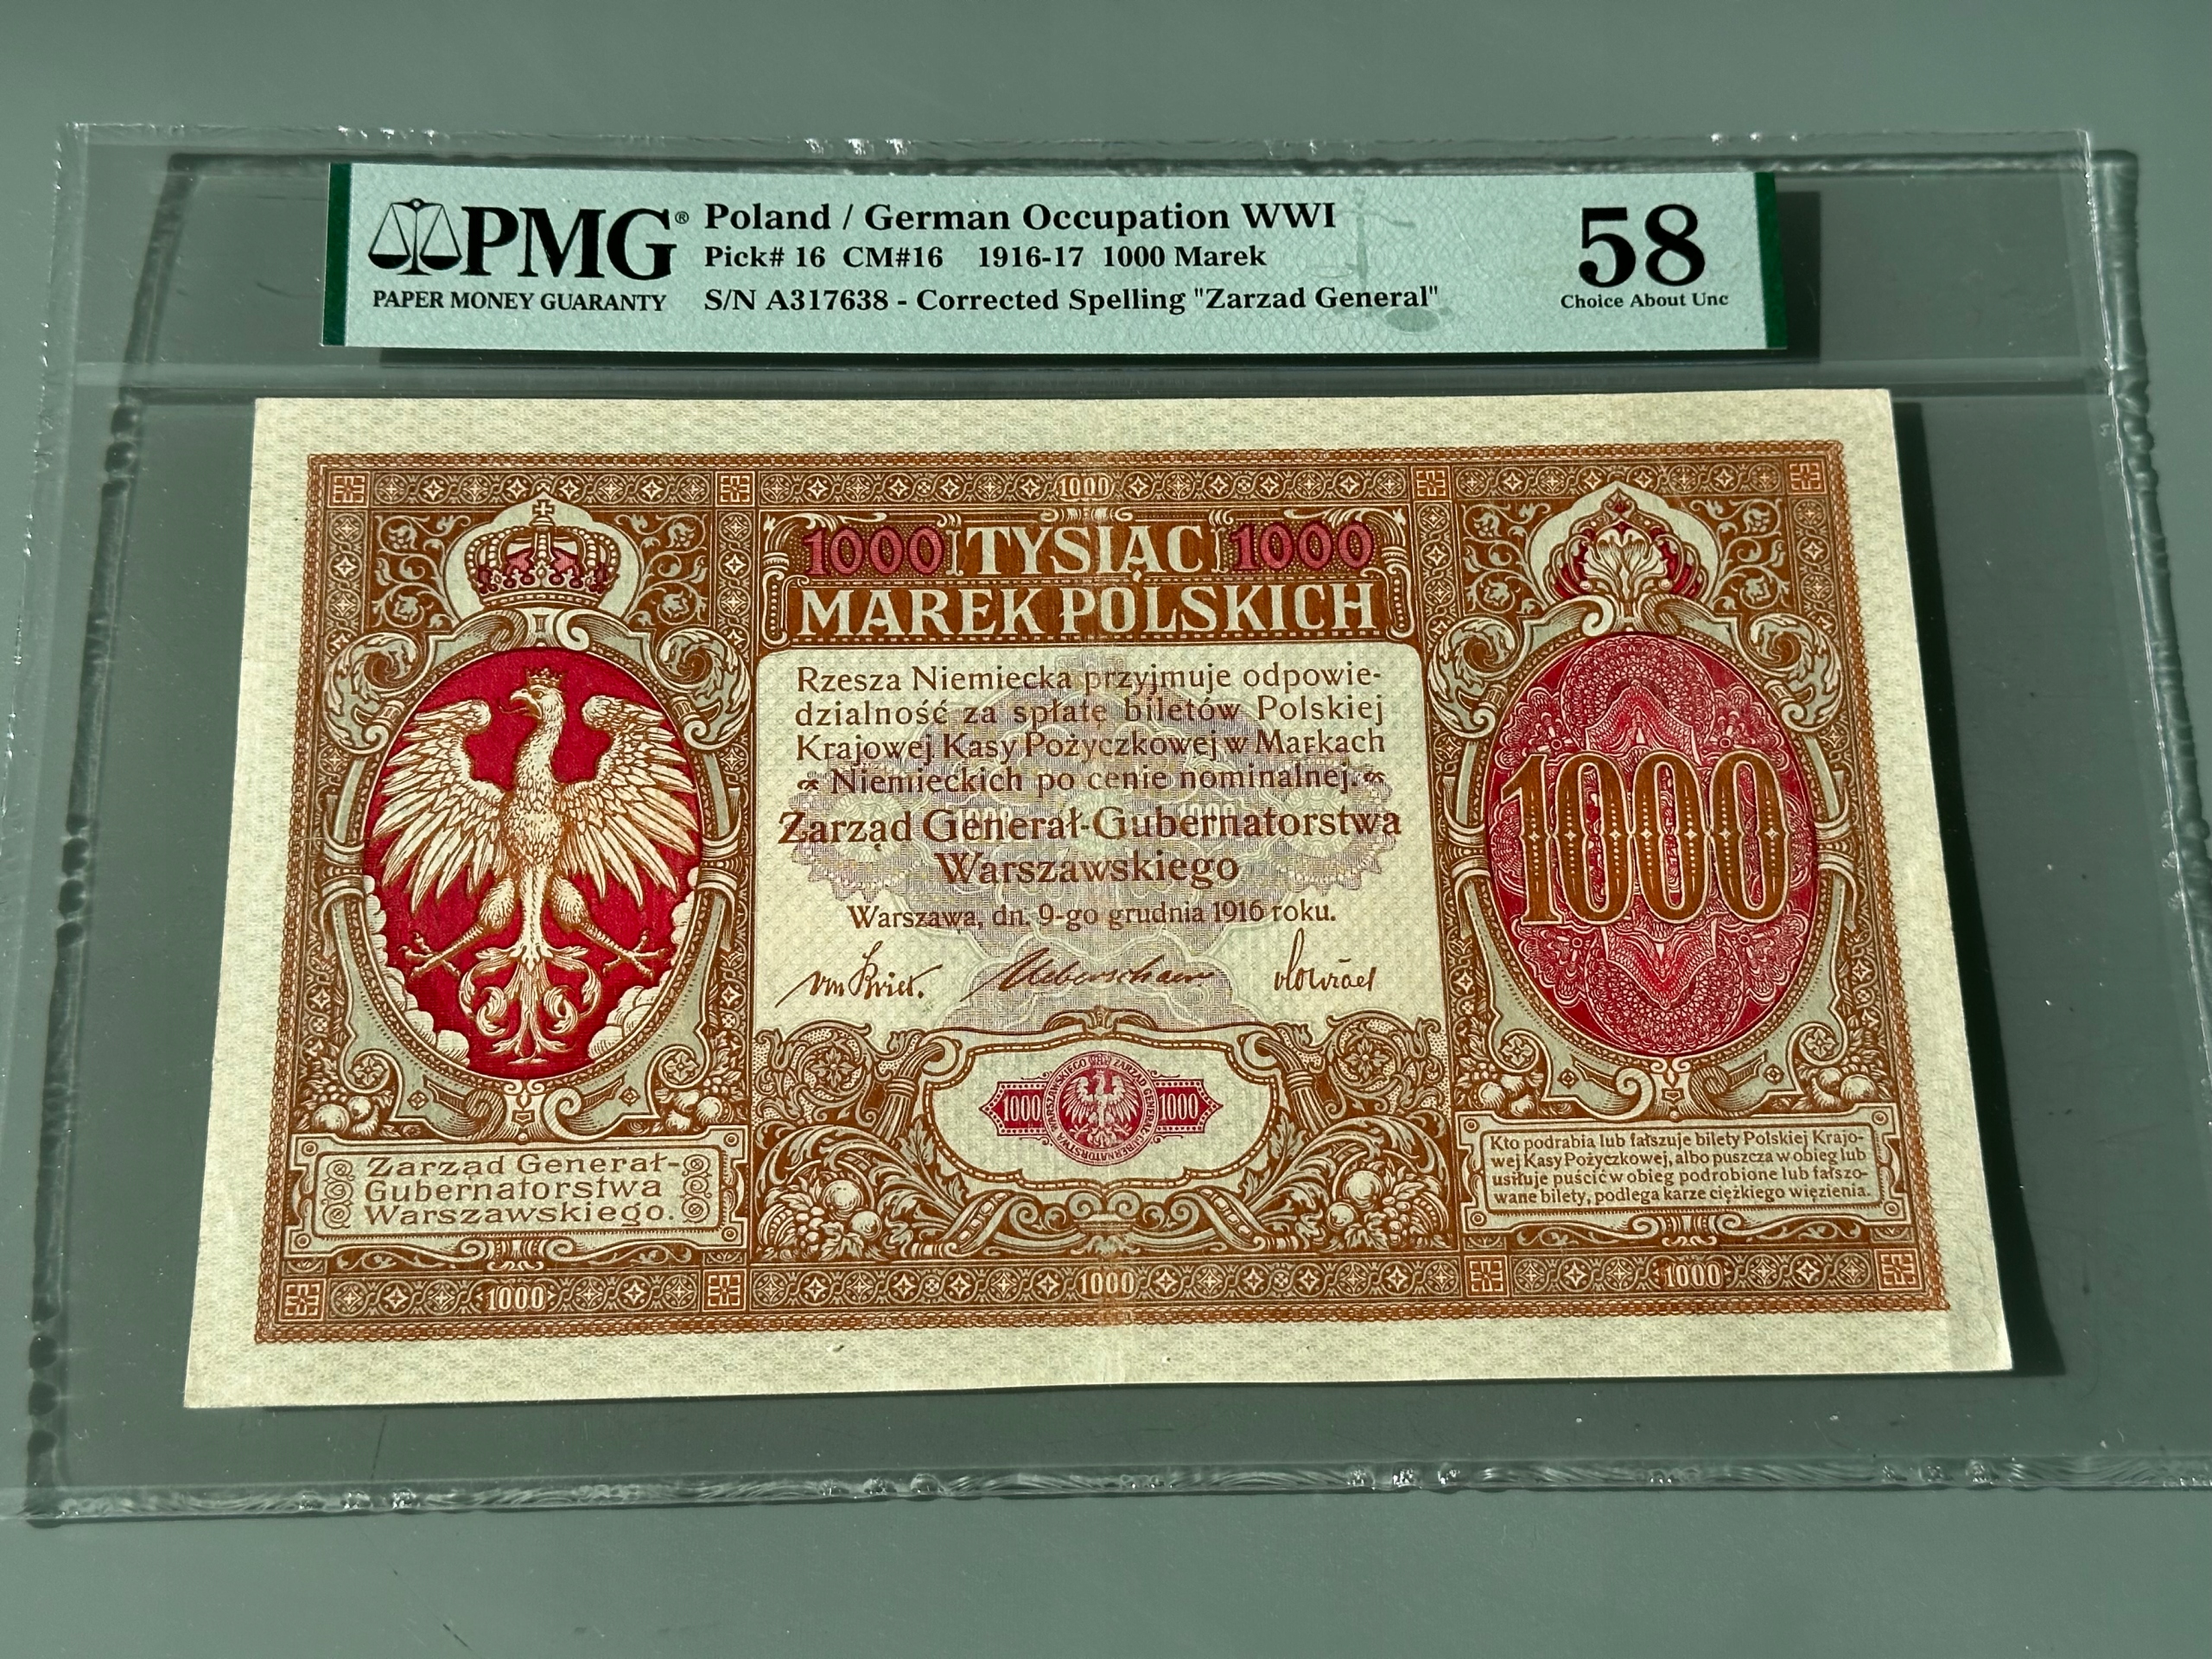 PMG®
PAPER MONEY GUARANTY
Poland / German Occupation WWI
Pick# 16 CM#16 1916-17 1000 Marek
S/N A317638 - Corrected Spelling "Zarzad General"
58
Choice About Unc
1000
1000 TYSIĄC 1000
MAREK POLSKICH
Rzesza Niemiecka przyjmuje odpowie-
dzialność za spłatę biletów Polskiej
Krajowej Kasy Pożyczkowej w Markach
Niemieckich po cenie nominalnej.
Zarząd Generał-Gubernatorstwa
Warszawskiego
Warszawa, dn. 9-go grudnia 1916 roku.
1000
1000 1000
Zarząd Generał-
Gubernatorstwa
Warszawskiego.
Kto podrabia lub fałszuje bilety Polskiej Krajo-
wej Kasy Pożyczkowej, albo puszcza w obieg lub
usiłuje puścić w obieg podrobione lub fałszo-
wane bilety, podlega karze ciężkiego więzienia.
1000 1000 1000